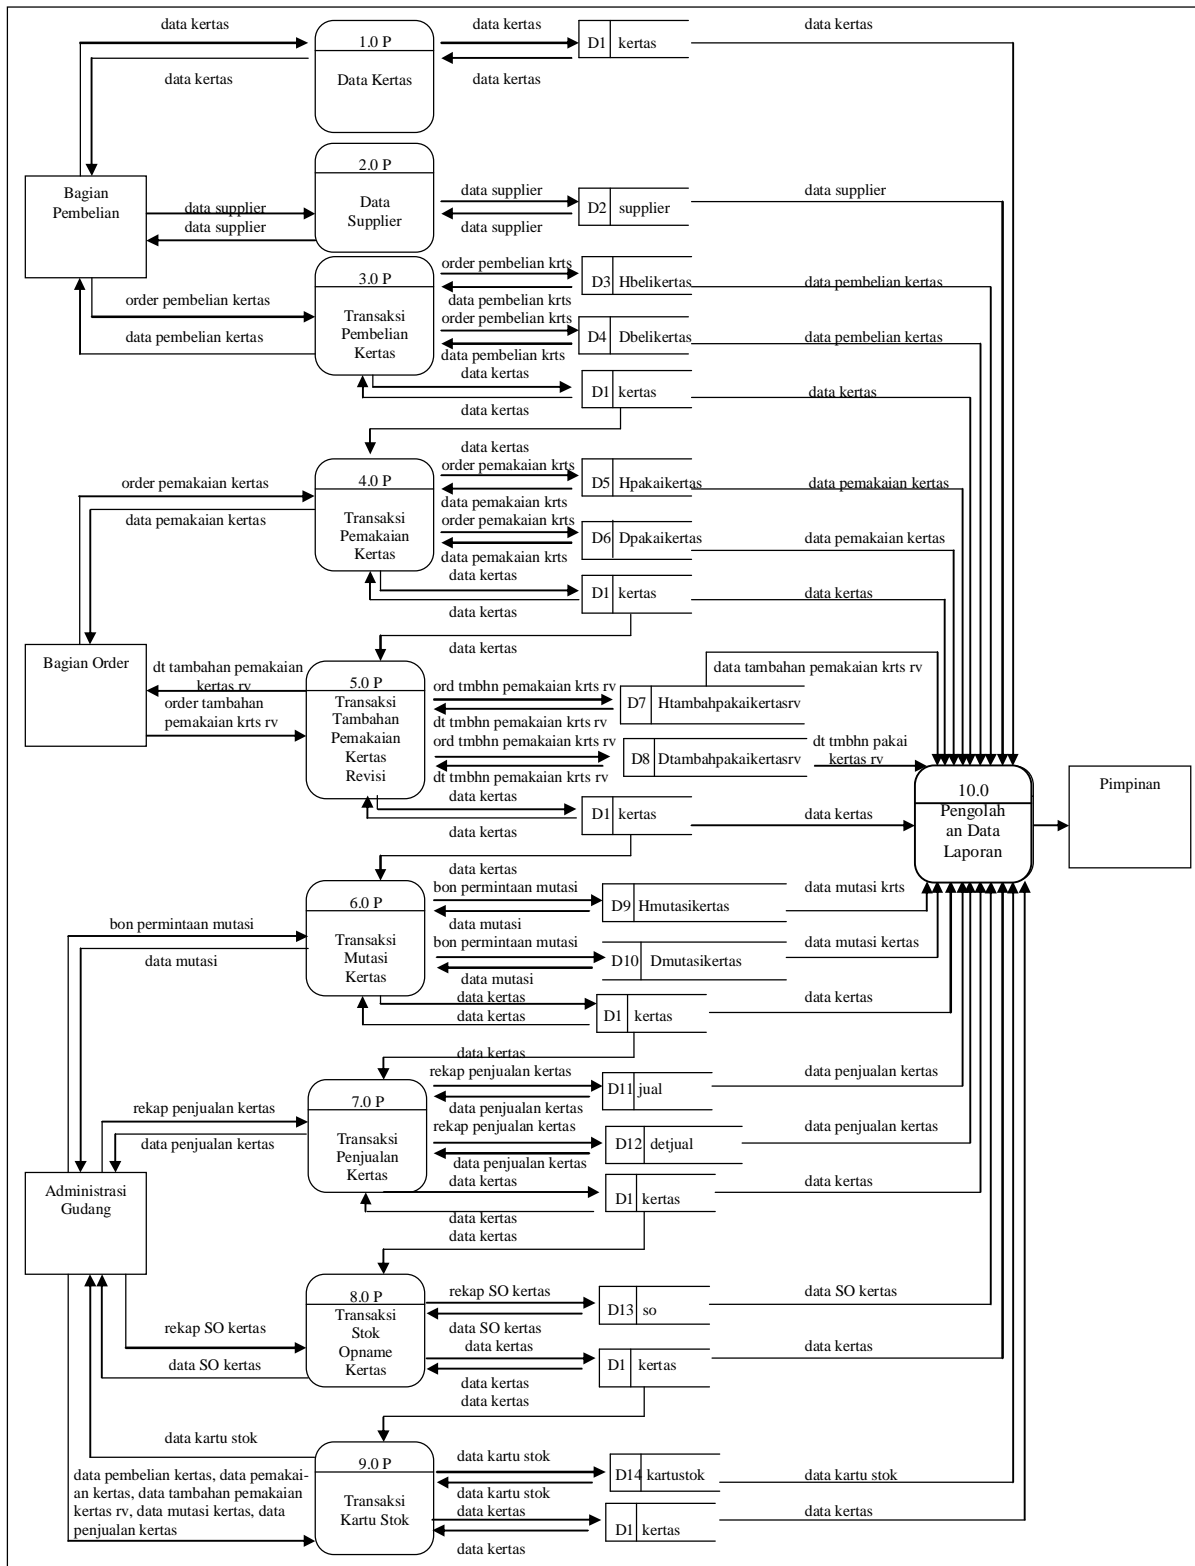 data kertas
data kertas
data kertas
1.0 P
Data Kertas
D1 kertas
data kertas
data kertas
2.0 P
Data
Supplier
Bagian
Pembelian
data supplier
data supplier
data supplier
D2 supplier
data supplier
data supplier
3.0 P
Transaksi
Pembelian
Kertas
order pembelian kertas
data pembelian kertas
order pembelian krts
D3 Hbelikertas
data pembelian krts
data pembelian kertas
order pembelian krts
D4 Dbelikertas
data pembelian krts
data pembelian kertas
data kertas
D1 kertas
data kertas
data kertas
data kertas
4.0 P
Transaksi
Pemakaian
Kertas
order pemakaian kertas
data pemakaian kertas
order pemakaian krts
D5 Hpakaikertas
data pemakaian kertas
data pemakaian krts
order pemakaian krts
D6 Dpakaikertas
data pemakaian kertas
data pemakaian krts
data kertas
D1 kertas
data kertas
data kertas
data kertas
Bagian Order
dt tambahan pemakaian
kertas rv
order tambahan
pemakaian krts rv
5.0 P
Transaksi
Tambahan
Pemakaian
Kertas
Revisi
data tambahan pemakaian krts rv
ord tmbhn pemakaian krts rv
D7 Htambahpakaikertasrv
dt tmbhn pemakaian krts rv
ord tmbhn pemakaian krts rv
D8 Dtambahpakaikertasrv
dt tmbhn pakai
kertas rv
dt tmbhn pemakaian krts rv
data kertas
D1 kertas
data kertas
data kertas
data kertas
10.0
Pengolah
an Data
Laporan
Pimpinan
6.0 P
Transaksi
Mutasi
Kertas
bon permintaan mutasi
data mutasi
bon permintaan mutasi
D9 Hmutasikertas
data mutasi krts
data mutasi
bon permintaan mutasi
D10 Dmutasikertas
data mutasi kertas
data mutasi
data kertas
data kertas
D1 kertas
data kertas
data kertas
7.0 P
Transaksi
Penjualan
Kertas
rekap penjualan kertas
data penjualan kertas
rekap penjualan kertas
D11 jual
data penjualan kertas
data penjualan kertas
rekap penjualan kertas
D12 detjual
data penjualan kertas
data penjualan kertas
data kertas
D1 kertas
data kertas
data kertas
data kertas
Administrasi
Gudang
8.0 P
Transaksi
Stok
Opname
Kertas
rekap SO kertas
data SO kertas
rekap SO kertas
D13 so
data SO kertas
data SO kertas
data kertas
D1 kertas
data kertas
data kertas
data kertas
9.0 P
Transaksi
Kartu Stok
data kartu stok
data pembelian kertas, data pemakai-
an kertas, data tambahan pemakaian
kertas rv, data mutasi kertas, data
penjualan kertas
data kartu stok
D14 kartustok
data kartu stok
data kartu stok
data kertas
D1 kertas
data kertas
data kertas